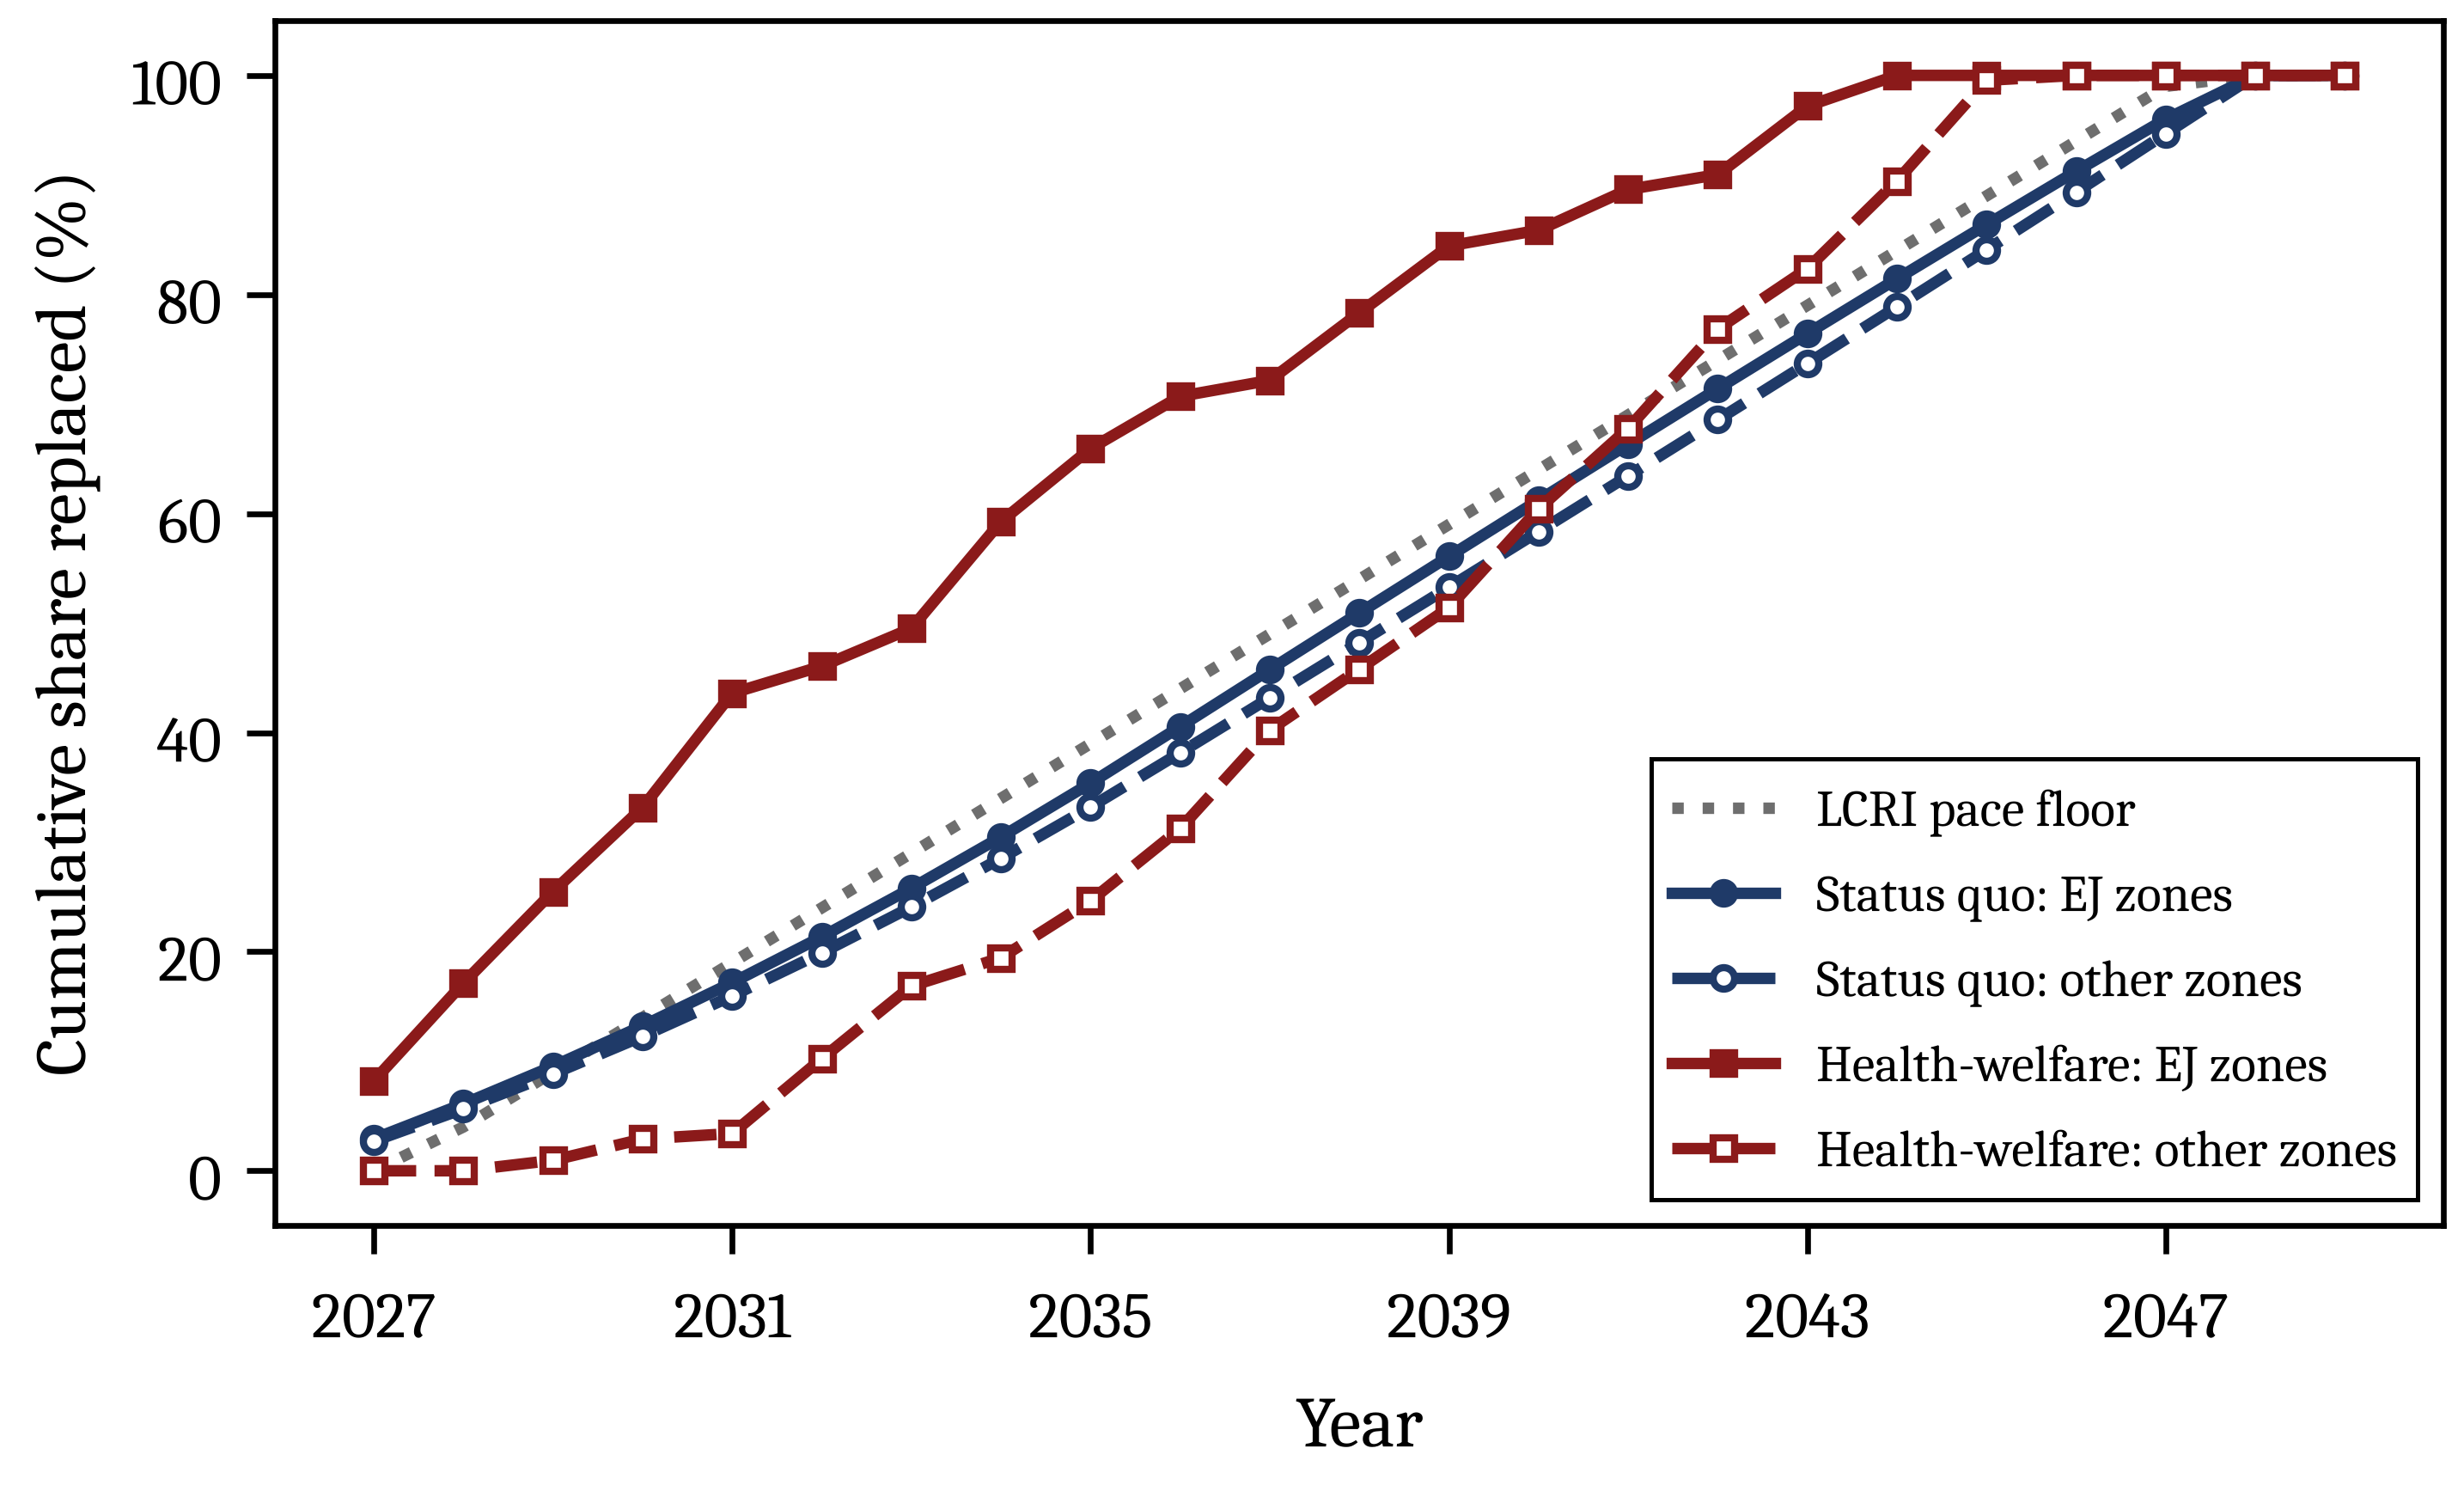 Cumulative share replaced (%)
100
80
60
40
20
0
LCRI pace floor
Status quo: EJ zones
Status quo: other zones
Health-welfare: EJ zones
Health-welfare: other zones
2027 2031 2035 2039 2043 2047
Year